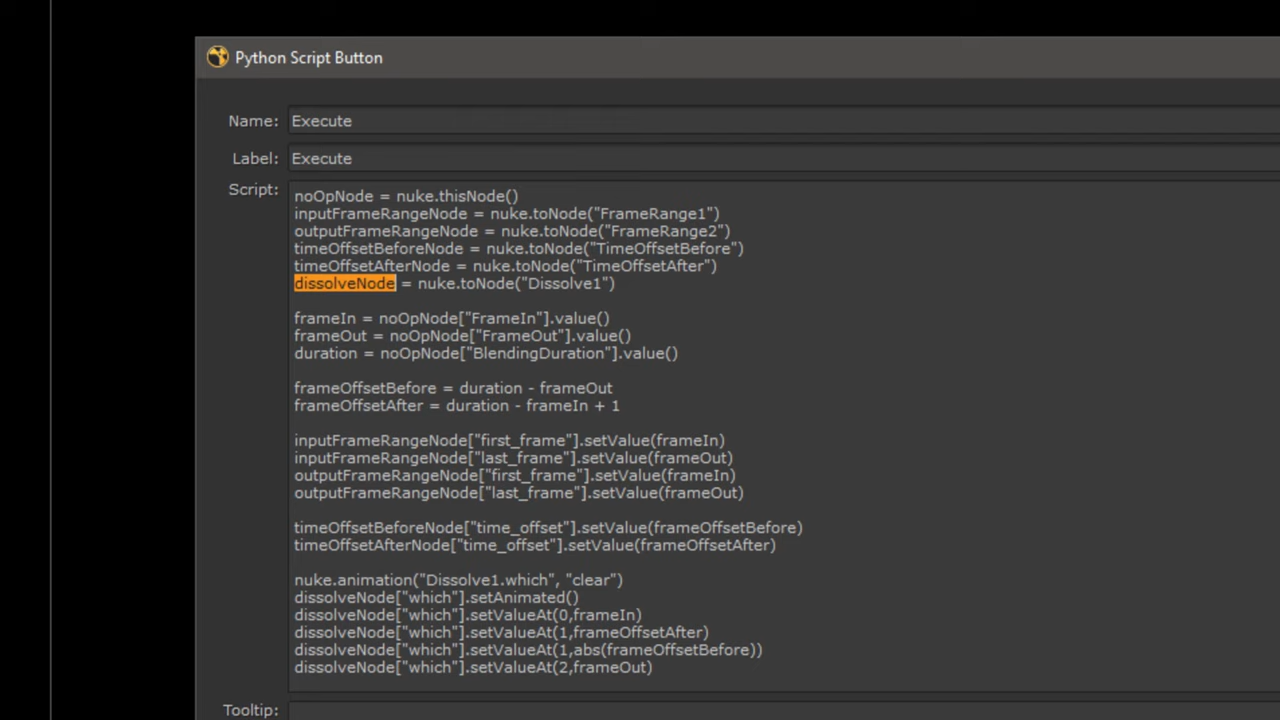 Python Script Button
Name: Execute
Label: Execute
Script: noOpNode = nuke.thisNode()
inputFrameRangeNode = nuke.toNode("FrameRange1")
outputFrameRangeNode = nuke.toNode("FrameRange2")
timeOffsetBeforeNode = nuke.toNode("TimeOffsetBefore")
timeOffsetAfterNode = nuke.toNode("TimeOffsetAfter")
dissolveNode = nuke.toNode("Dissolve1")
frameIn = noOpNode["FrameIn"].value()
frameOut = noOpNode["FrameOut"].value()
duration = noOpNode["BlendingDuration"].value()
frameOffsetBefore = duration - frameOut
frameOffsetAfter = duration - frameIn + 1
inputFrameRangeNode["first_frame"].setValue(frameIn)
inputFrameRangeNode["last_frame"].setValue(frameOut)
outputFrameRangeNode["first_frame"].setValue(frameIn)
outputFrameRangeNode["last_frame"].setValue(frameOut)
timeOffsetBeforeNode["time_offset"].setValue(frameOffsetBefore)
timeOffsetAfterNode["time_offset"].setValue(frameOffsetAfter)
nuke.animation("Dissolve1.which", "clear")
dissolveNode["which"].setAnimated()
dissolveNode["which"].setValueAt(0,frameIn)
dissolveNode["which"].setValueAt(1,frameOffsetAfter)
dissolveNode["which"].setValueAt(1,abs(frameOffsetBefore))
dissolveNode["which"].setValueAt(2,frameOut)
Tooltip: